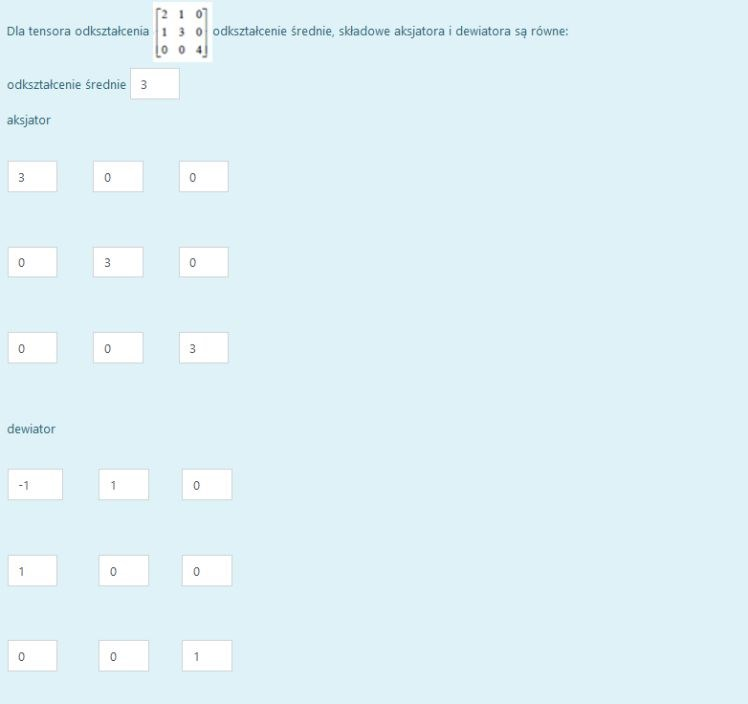 Dla tensora odkształcenia [2 1 0
1 3 0
0 0 4] odkształcenie średnie, składowe aksjatora i dewiatora są równe:
odkształcenie średnie 3
aksjator
3 0 0
0 3 0
0 0 3
dewiator
-1 1 0
1 0 0
0 0 1